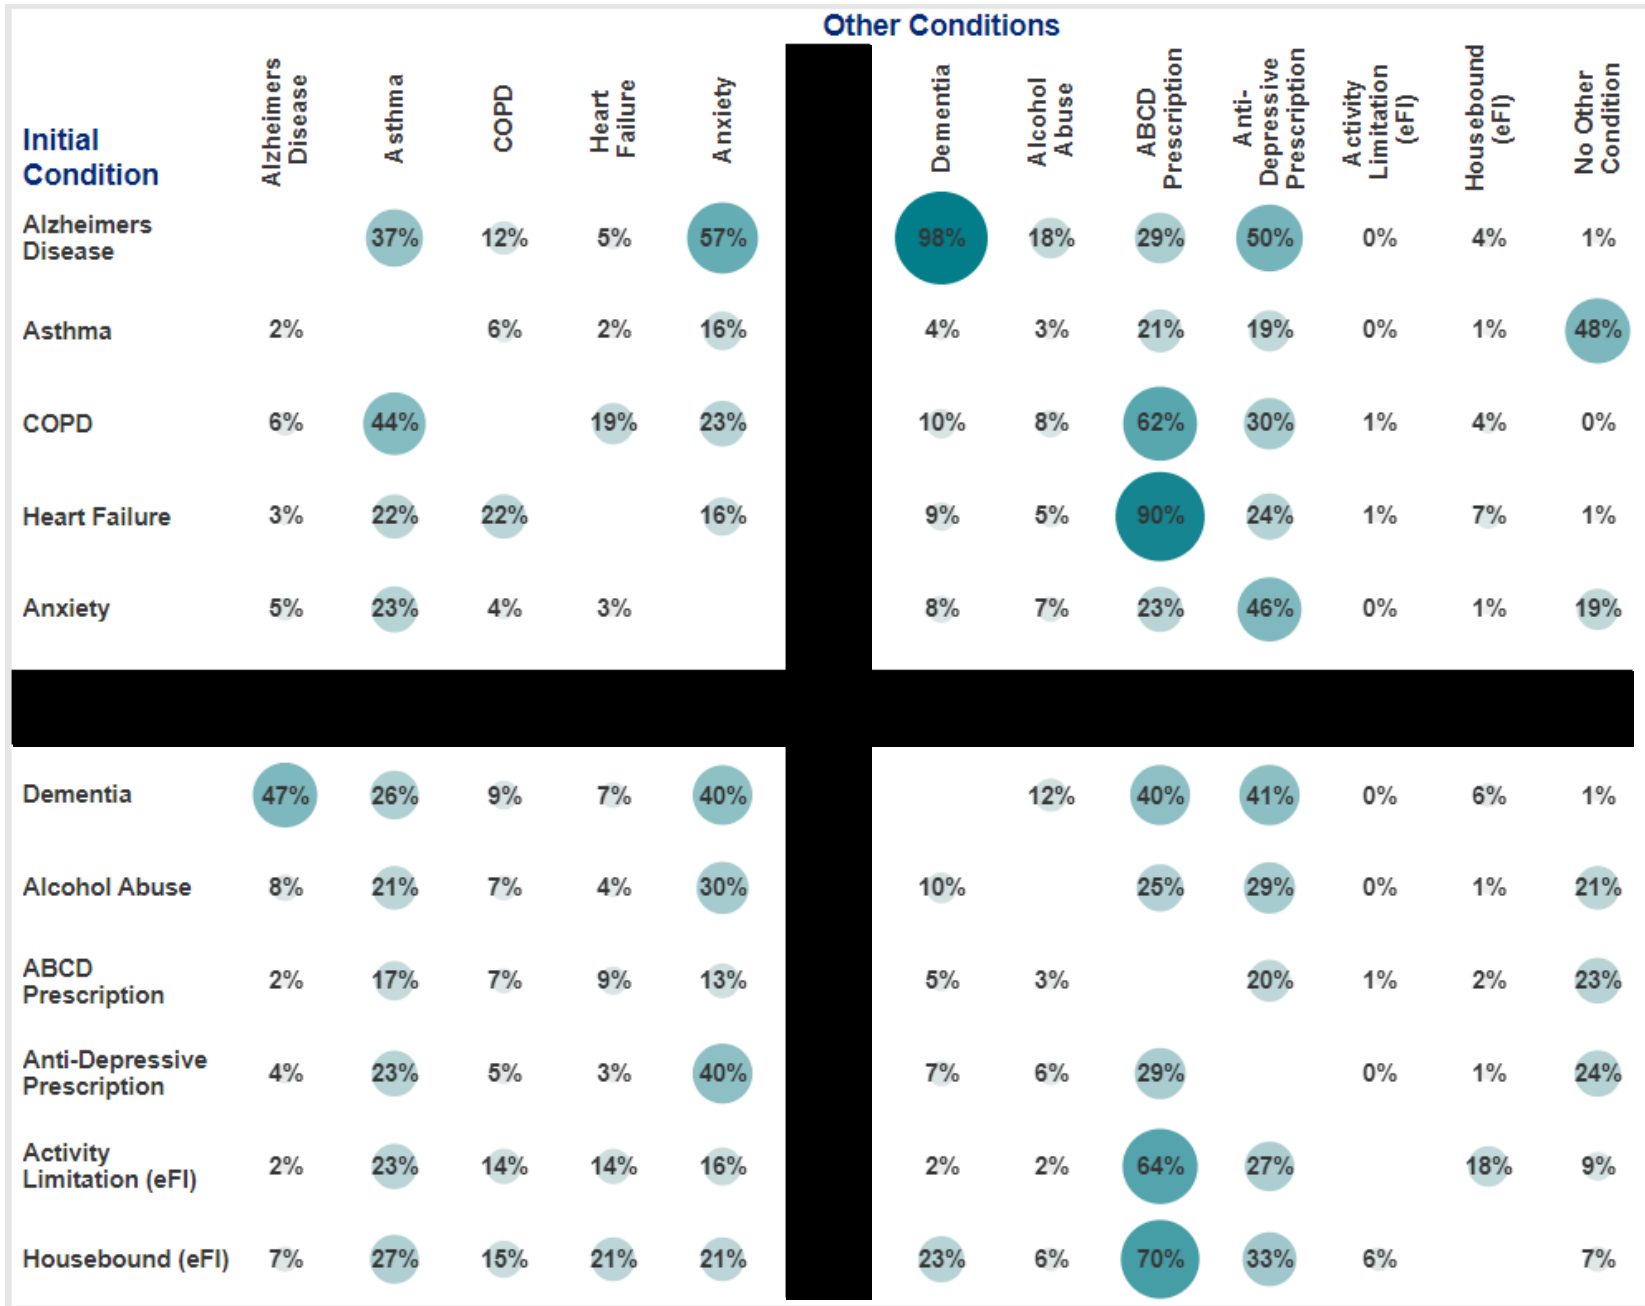 Other Conditions
Initial
Condition
Alzheimers
Disease
Asthma
COPD
Heart
Failure
Anxiety
Dementia
Alcohol
Abuse
ABCD
Prescription
Anti-
Depressive
Prescription
Activity
Limitation
(eFI)
Housebound
(eFI)
No Other
Condition
Alzheimers
Disease
37% 12% 5% 57% 98% 18% 29% 50% 0% 4% 1%
Asthma 2% 6% 2% 16% 4% 3% 21% 19% 0% 1% 48%
COPD 6% 44% 19% 23% 10% 8% 62% 30% 1% 4% 0%
Heart Failure 3% 22% 22% 16% 9% 5% 90% 24% 1% 7% 1%
Anxiety 5% 23% 4% 3% 8% 7% 23% 46% 0% 1% 19%
Dementia 47% 26% 9% 7% 40% 12% 40% 41% 0% 6% 1%
Alcohol Abuse 8% 21% 7% 4% 30% 10% 25% 29% 0% 1% 21%
ABCD
Prescription
2% 17% 7% 9% 13% 5% 3% 20% 1% 2% 23%
Anti-Depressive
Prescription
4% 23% 5% 3% 40% 7% 6% 29% 0% 1% 24%
Activity
Limitation (eFI)
2% 23% 14% 14% 16% 2% 2% 64% 27% 18% 9%
Housebound (eFI) 7% 27% 15% 21% 21% 23% 6% 70% 33% 6% 7%